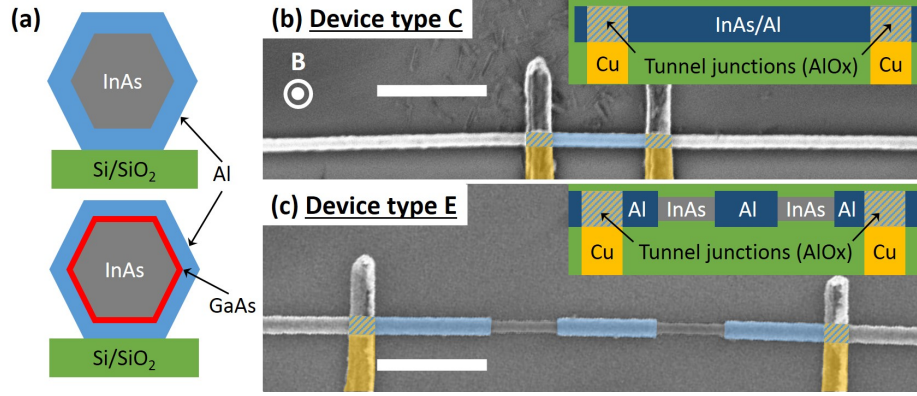 (a)
InAs
Si/SiO₂
Al
InAs
GaAs
Si/SiO₂
(b) Device type C
B
InAs/Al
Tunnel junctions (AlOx)
Cu
Cu
(c) Device type E
Al
InAs
Al
InAs
Al
Tunnel junctions (AlOx)
Cu
Cu